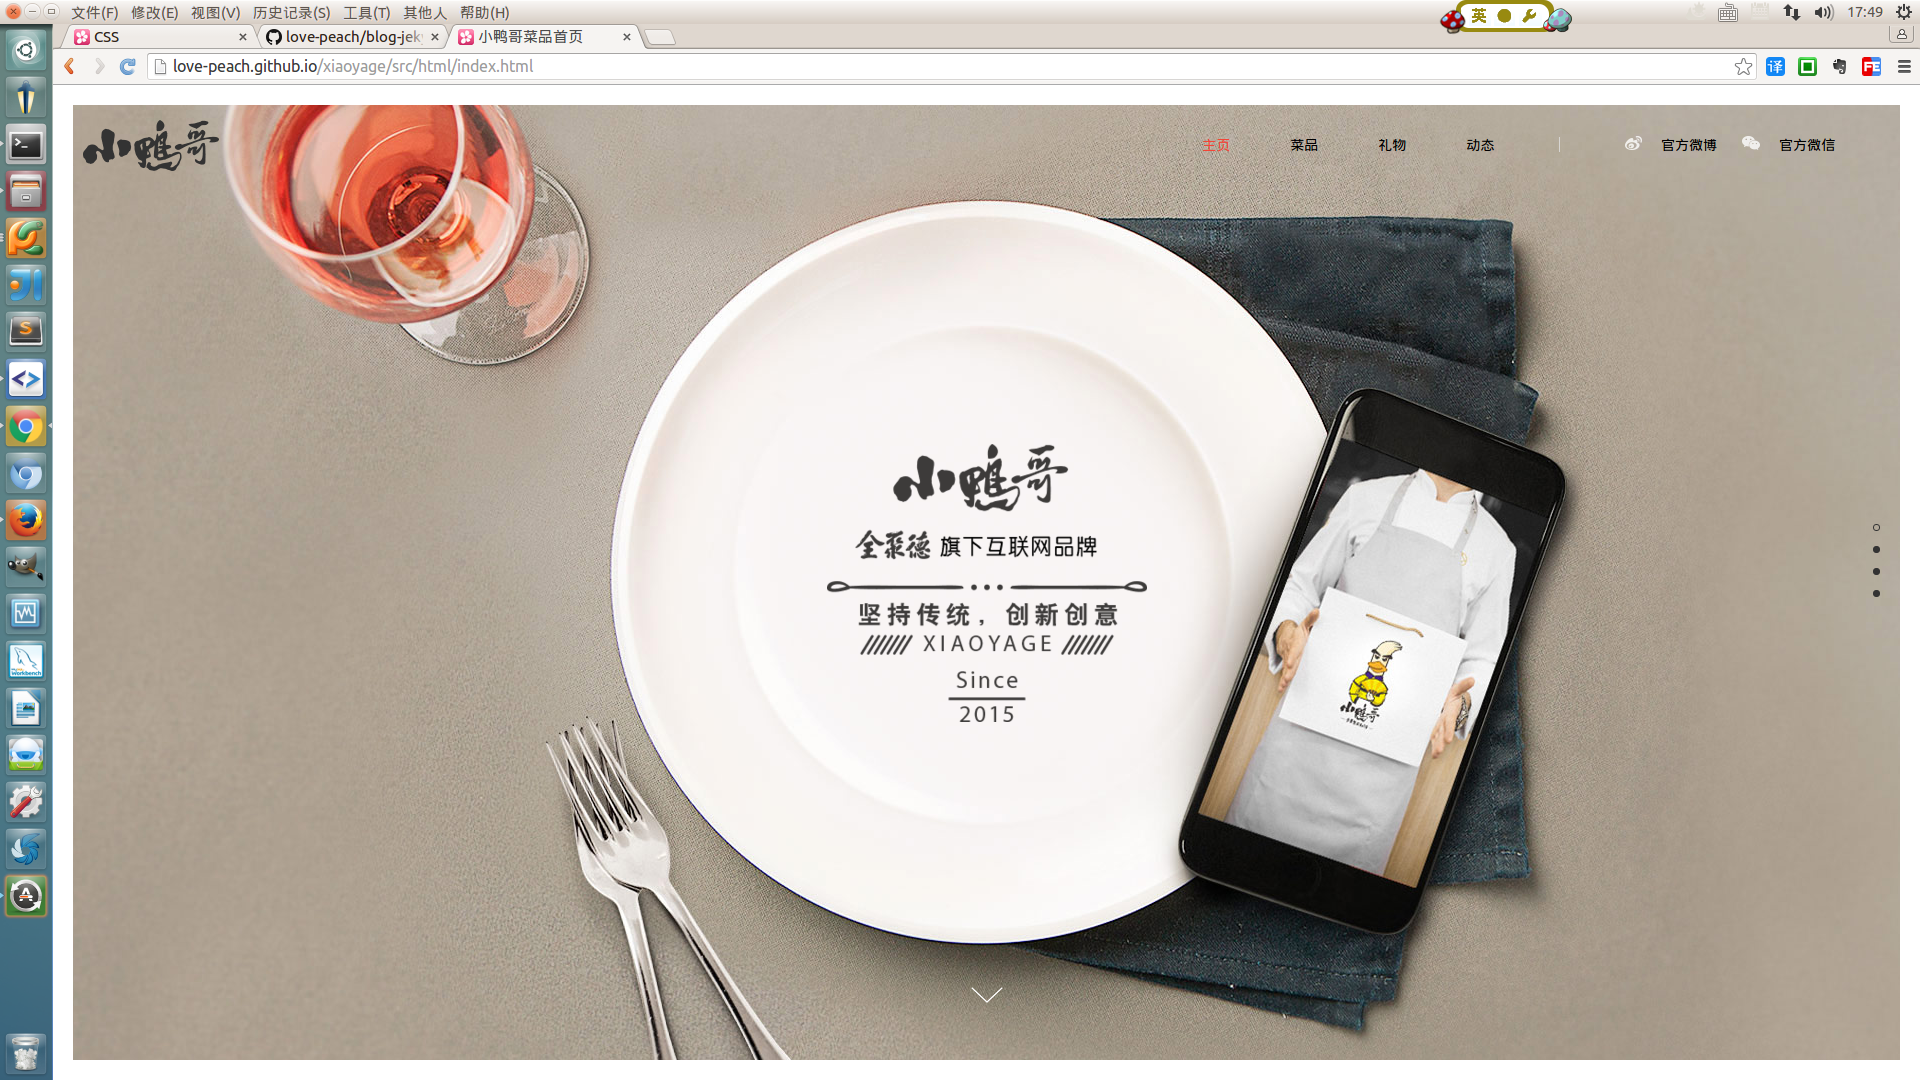 文件(F) 修改(E) 视图(V) 历史记录(S) 工具(T) 其他人 帮助(H)
英
17:49
CSS
love-peach/blog-jek
小鸭哥菜品首页
love-peach.github.io/xiaoyage/src/html/index.html
译
FE
小鸭哥
主页 菜品 礼物 动态 官方微博 官方微信
小鸭哥
全聚德 旗下互联网品牌
坚持传统，创新创意
XIAOYAGE
Since
2015
小鸭哥
S
Workbench